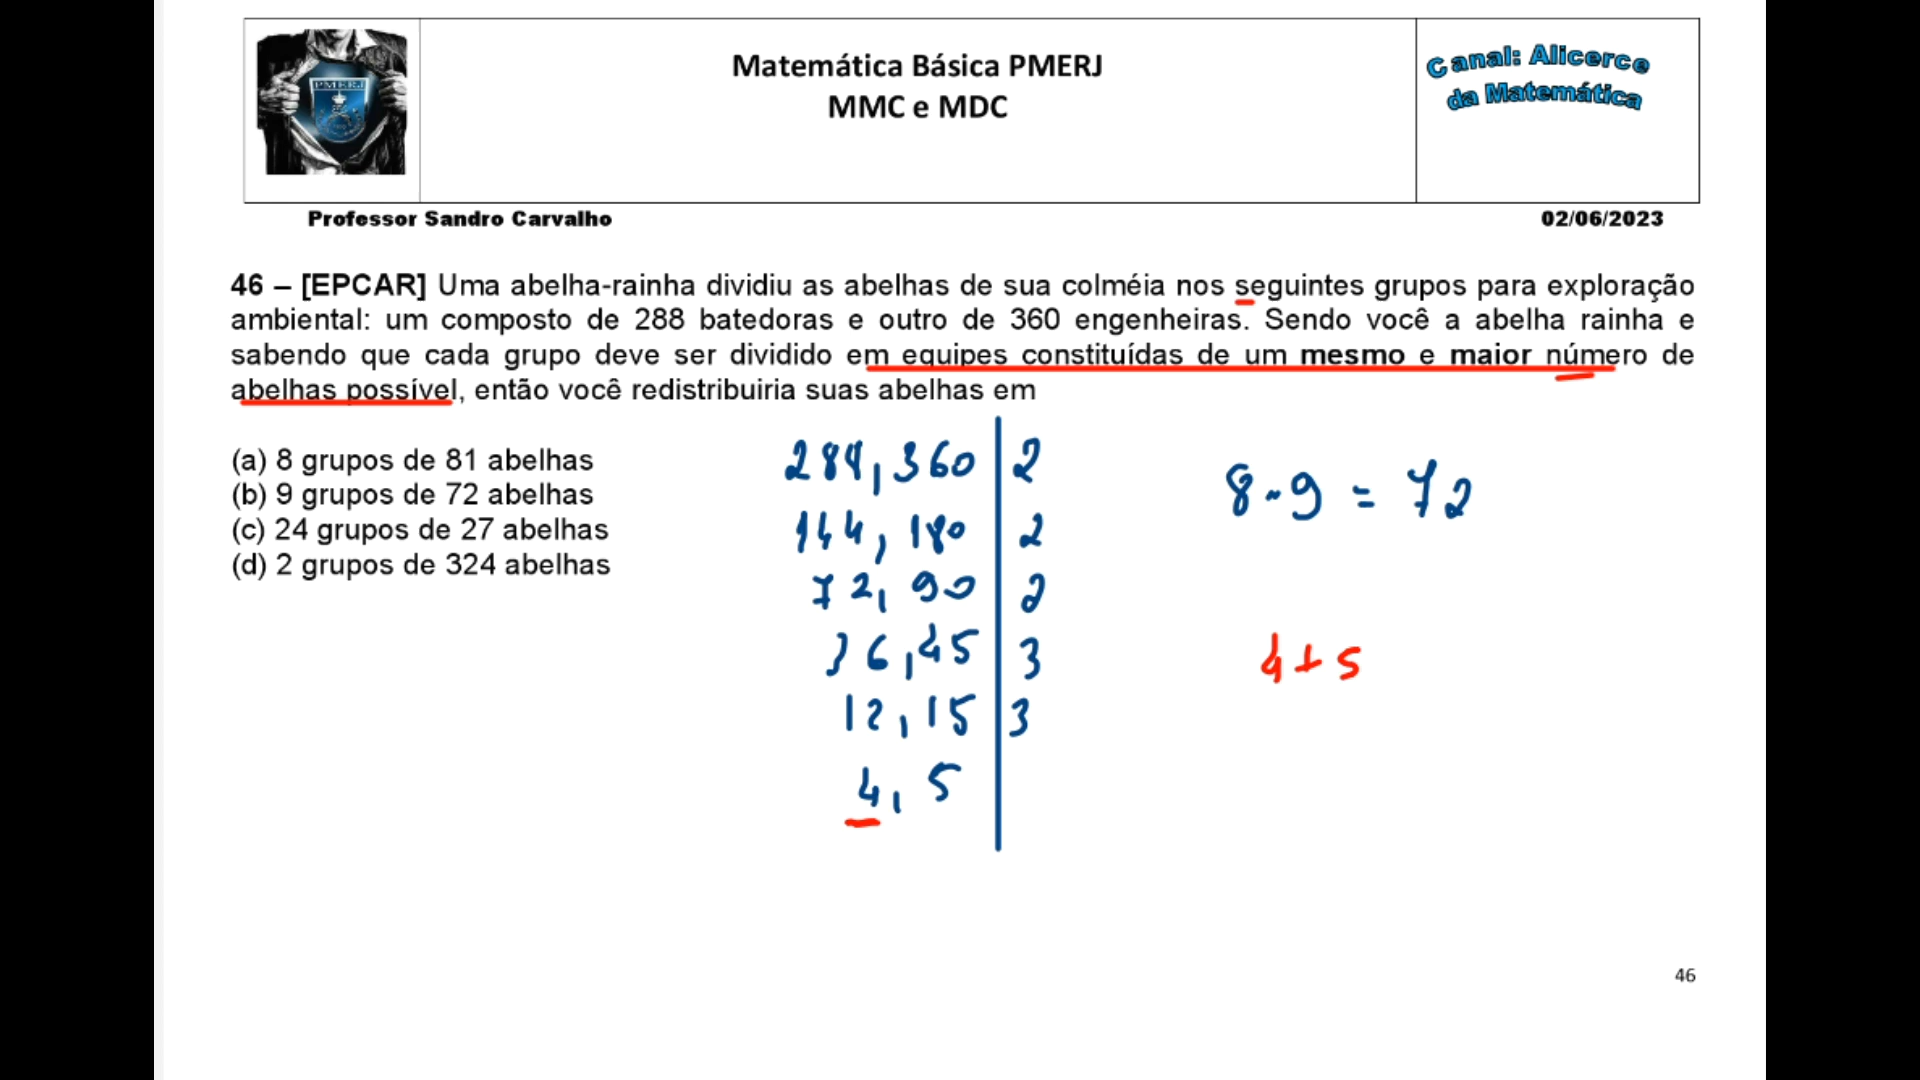 PMERJ
Matemática Básica PMERJ
MMC e MDC
Canal: Alicerce
da Matemática
Professor Sandro Carvalho
02/06/2023
46 – [EPCAR] Uma abelha-rainha dividiu as abelhas de sua colméia nos seguintes grupos para exploração
ambiental: um composto de 288 batedoras e outro de 360 engenheiras. Sendo você a abelha rainha e
sabendo que cada grupo deve ser dividido em equipes constituídas de um mesmo e maior número de
abelhas possível, então você redistribuiria suas abelhas em
(a) 8 grupos de 81 abelhas
(b) 9 grupos de 72 abelhas
(c) 24 grupos de 27 abelhas
(d) 2 grupos de 324 abelhas
288, 360 | 2
144, 180 | 2
72, 90 | 2
36, 45 | 3
12, 15 | 3
4, 5
8 · 9 = 72
4 + 5
46